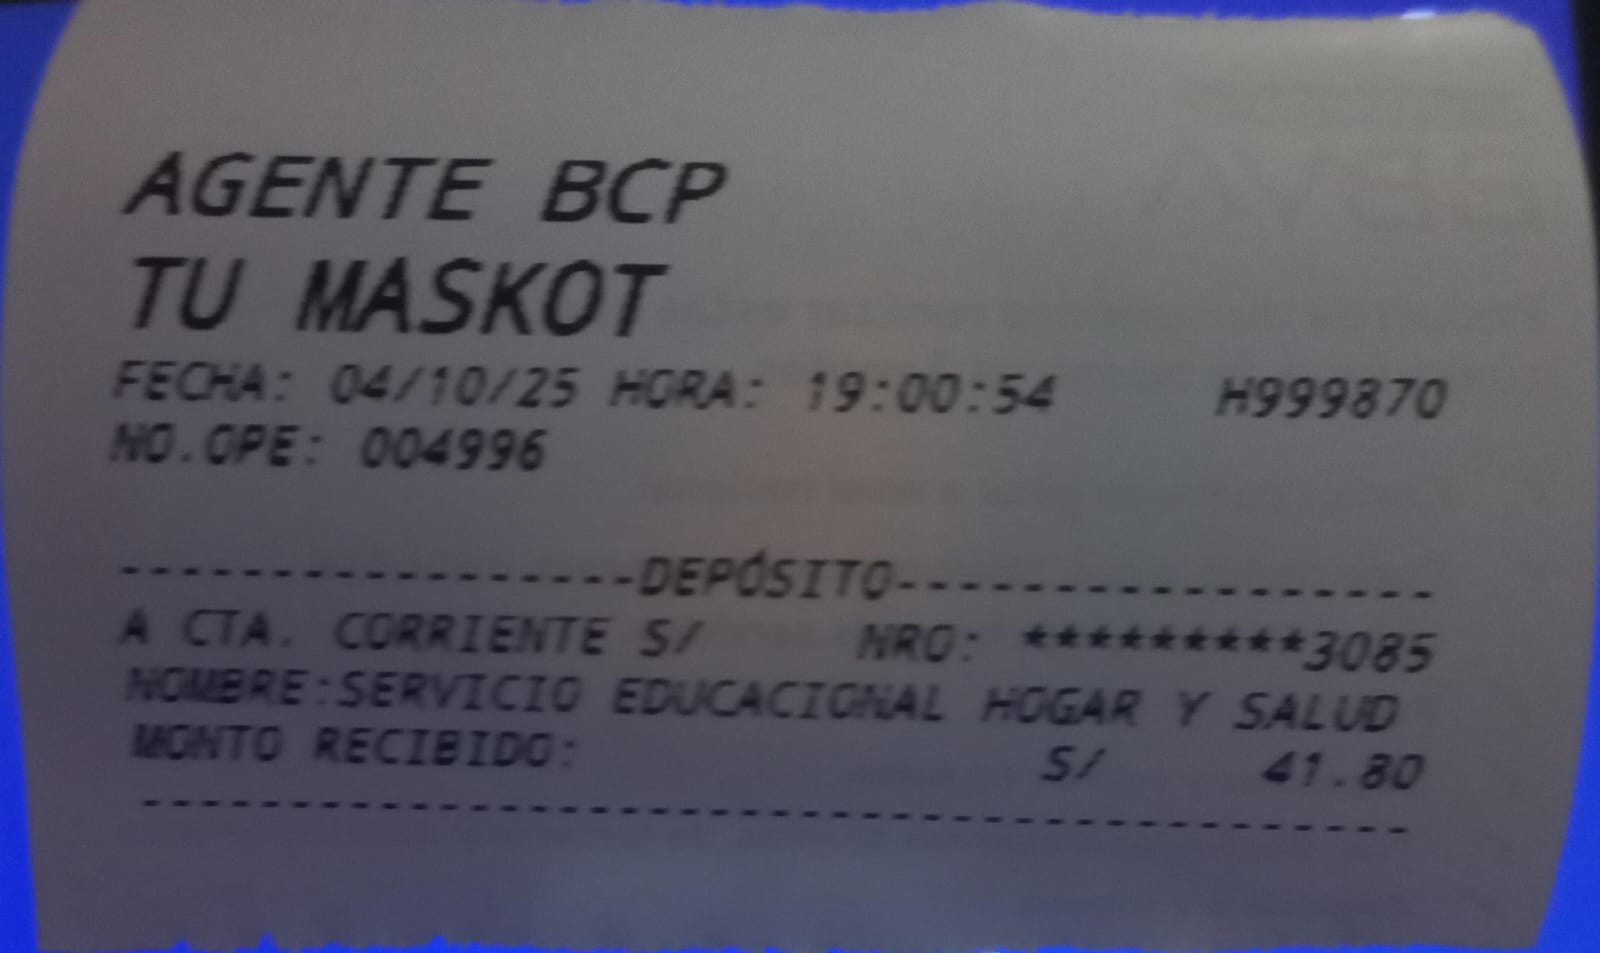 AGENTE BCP
TU MASKOT
FECHA: 04/10/25 HORA: 19:00:54 H999870
NO.OPE: 004996
------------------DEPÓSITO------------------
A CTA. CORRIENTE S/ NRO: *********3085
NOMBRE:SERVICIO EDUCACIONAL HOGAR Y SALUD
MONTO RECIBIDO: S/ 41.80